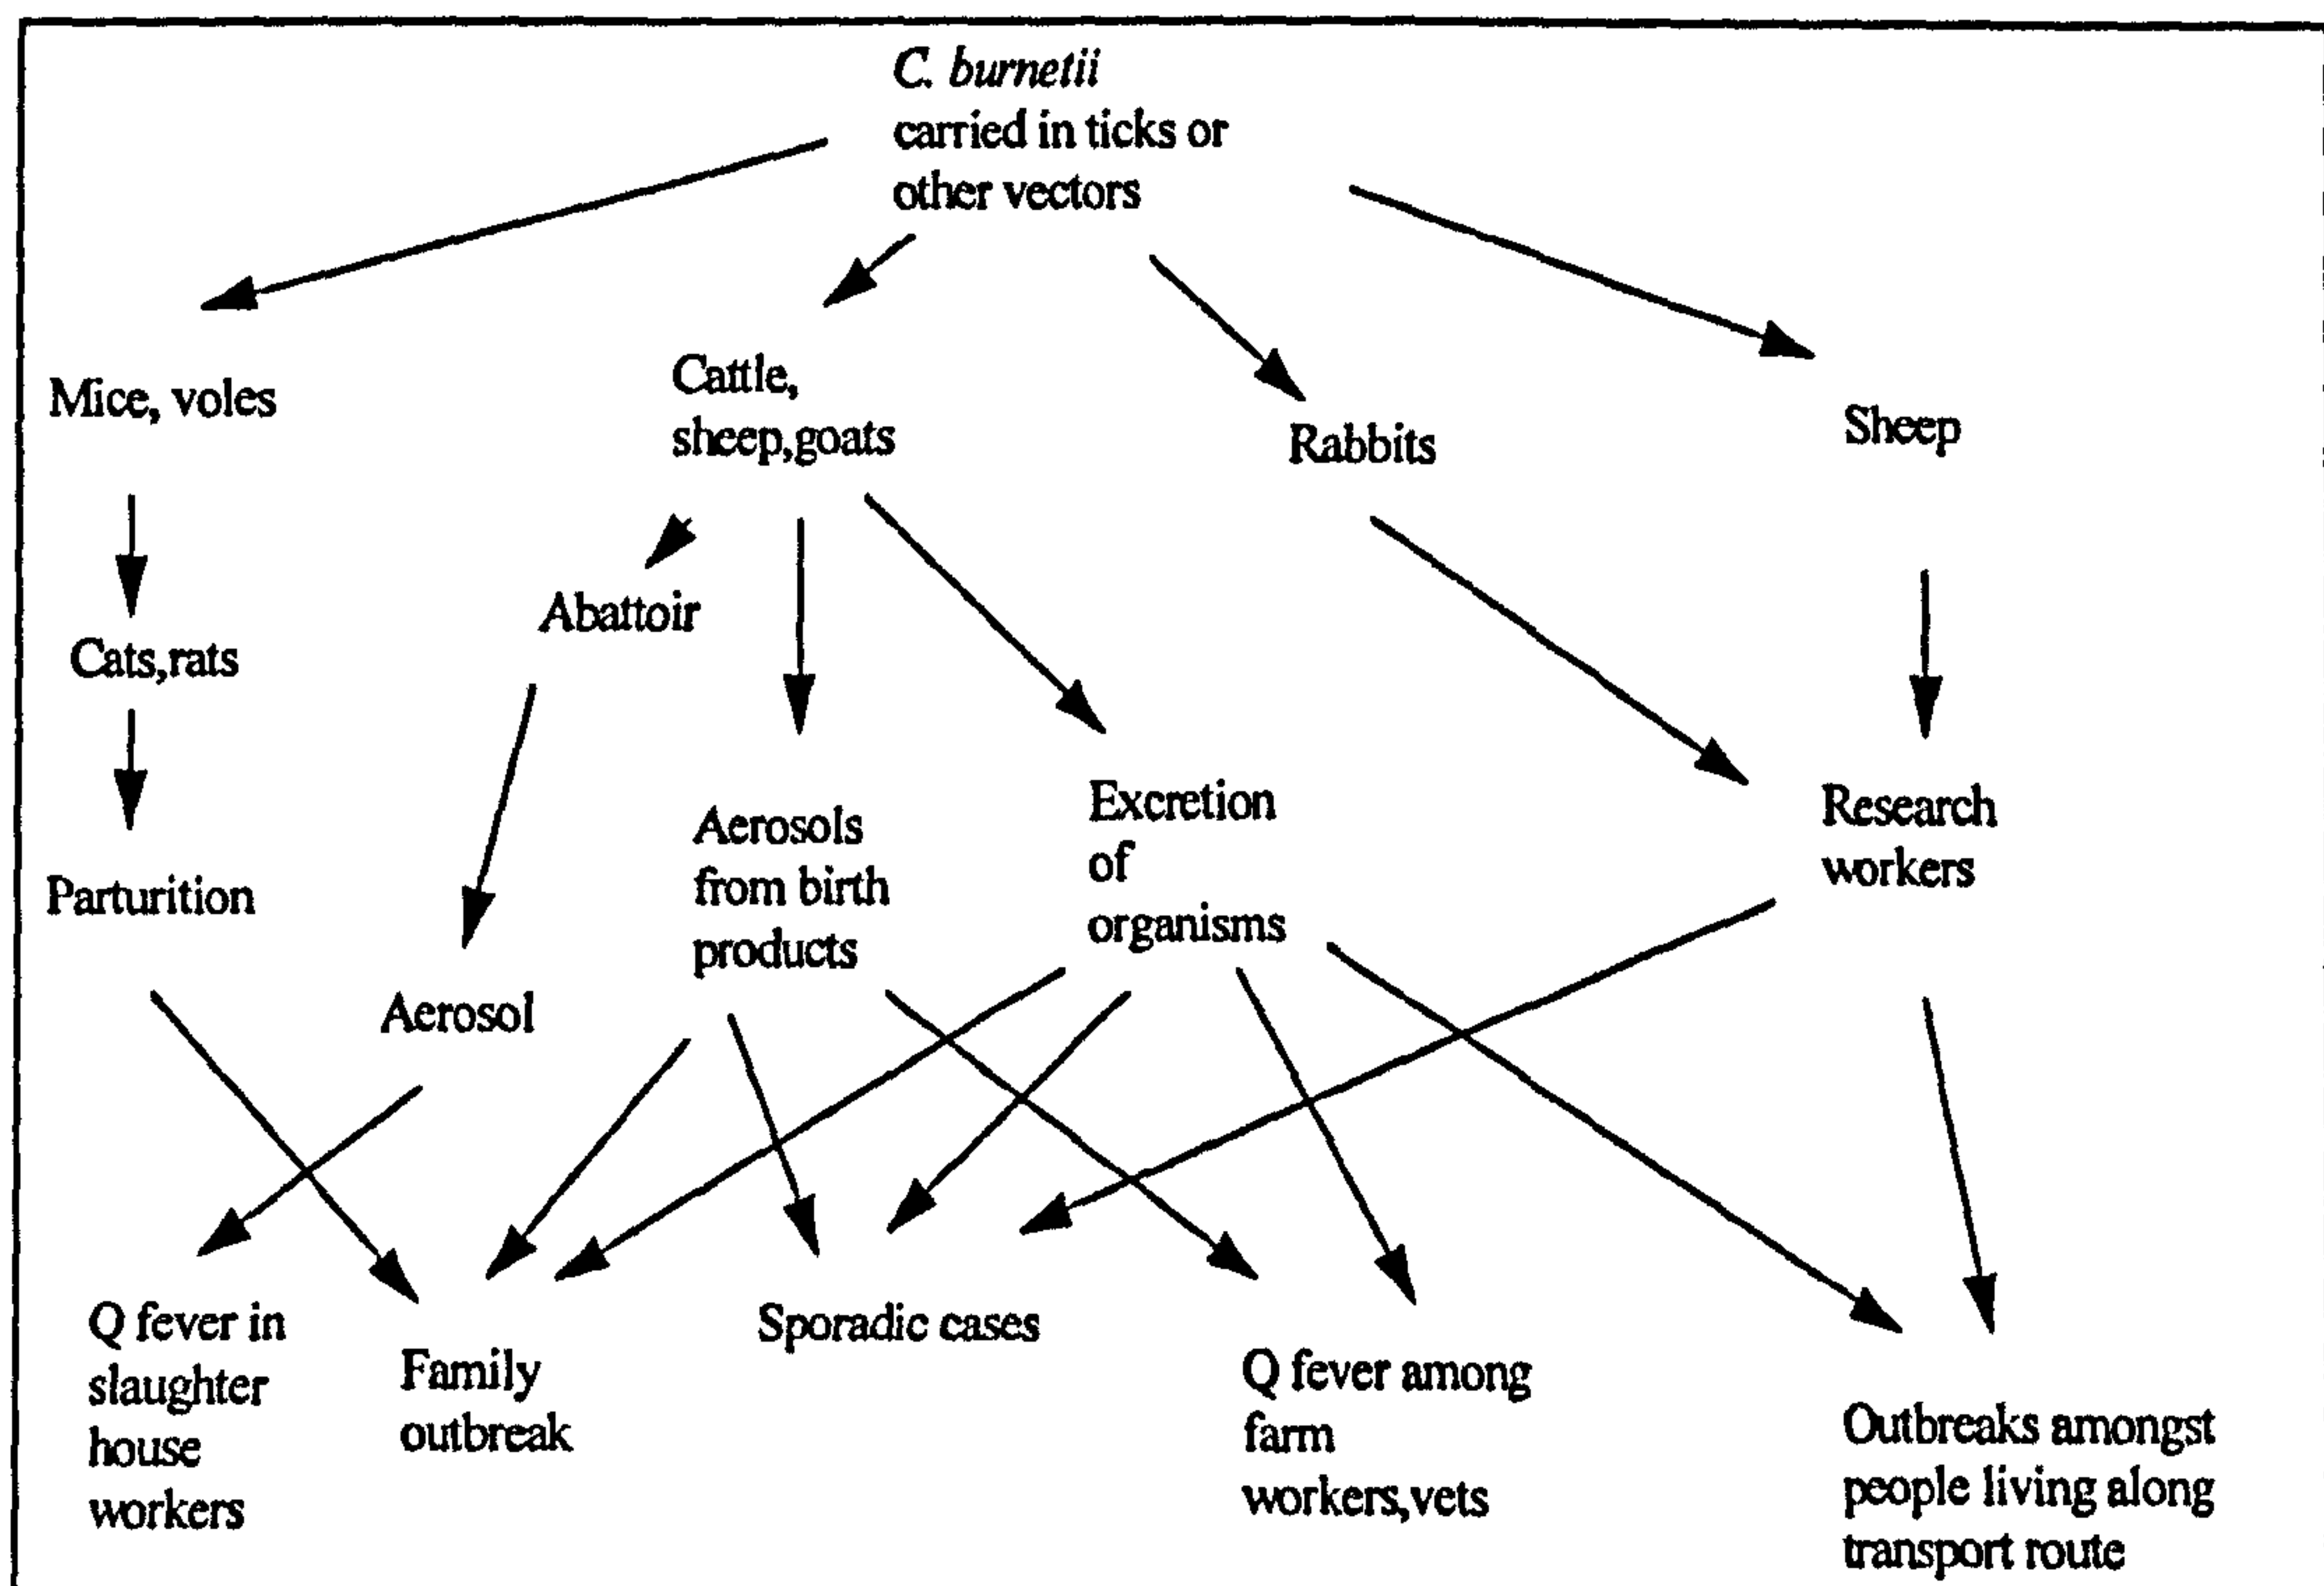 C. burnetii
carried in ticks or
other vectors
Mice, voles
Cattle,
sheep,goats
Rabbits
Sheep
Abattoir
Cats,rats
Parturition
Aerosol
Aerosols
from birth
products
Excretion
of
organisms
Research
workers
Q fever in
slaughter
house
workers
Family
outbreak
Sporadic cases
Q fever among
farm
workers,vets
Outbreaks amongst
people living along
transport route